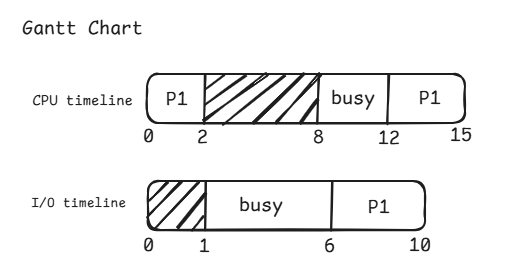 Gantt Chart
CPU timeline P1 busy P1
0 2 8 12 15
I/O timeline busy P1
0 1 6 10